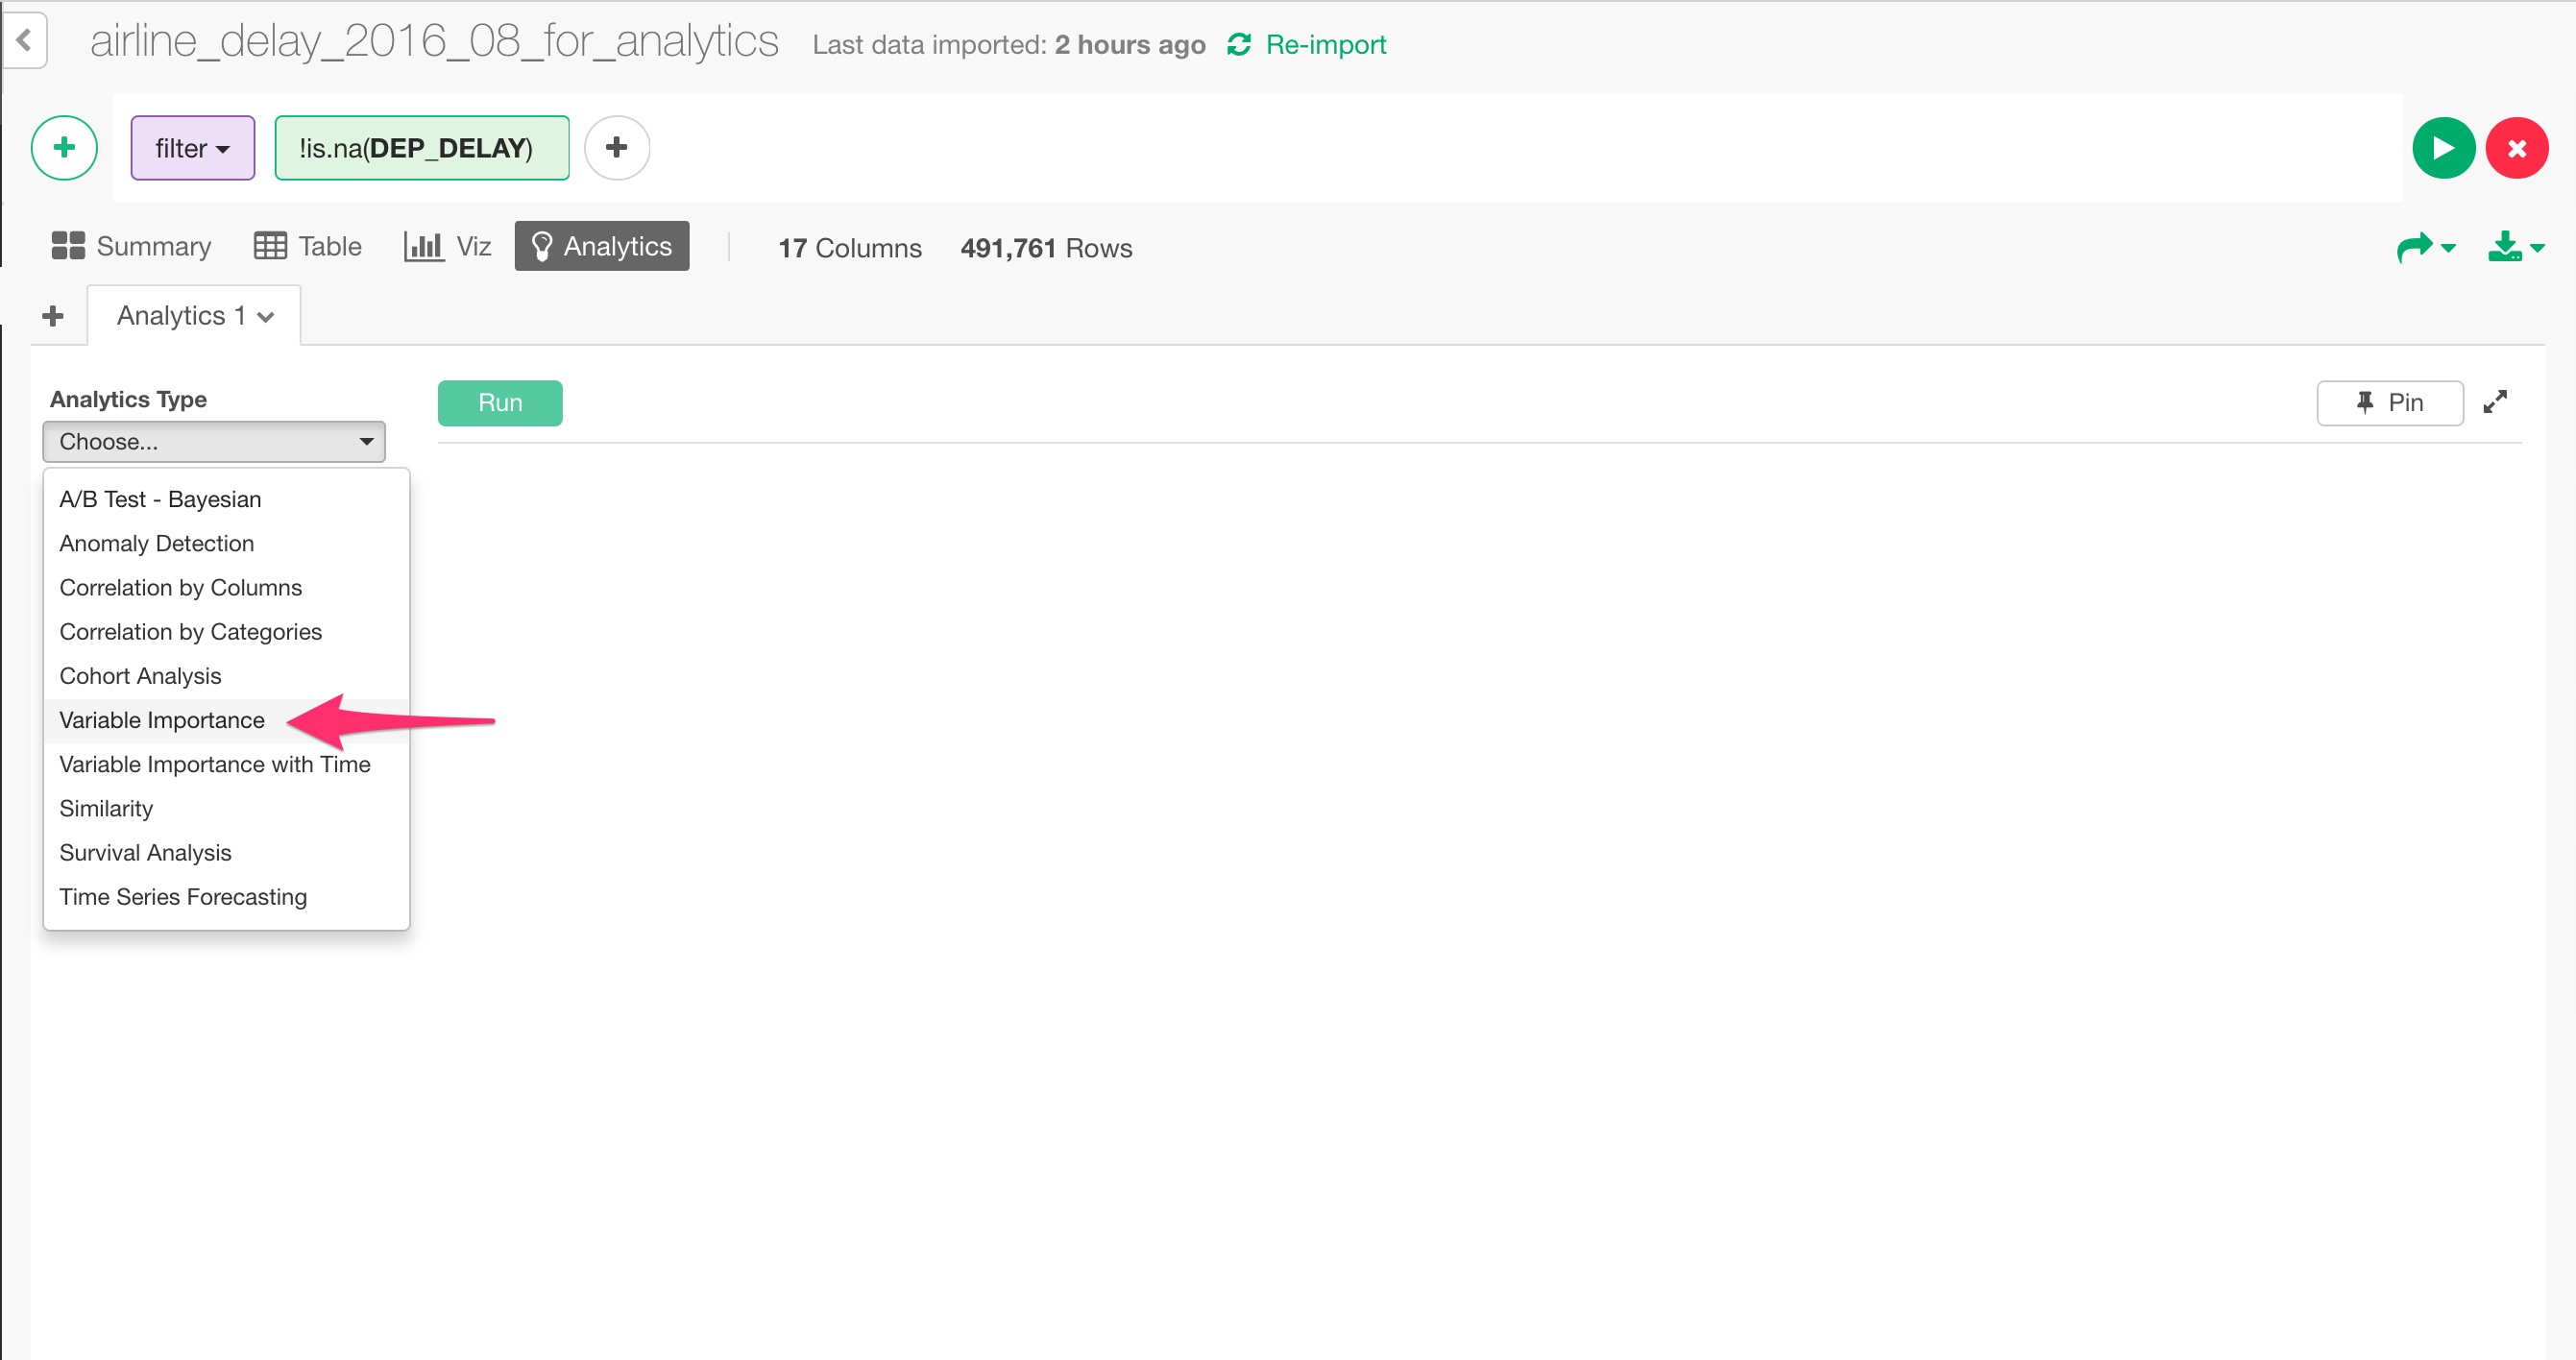 airline_delay_2016_08_for_analytics Last data imported: 2 hours ago Re-import
filter !is.na(DEP_DELAY)
Summary Table Viz Analytics 17 Columns 491,761 Rows
Analytics 1
Analytics Type
Run Pin
Choose...
A/B Test - Bayesian
Anomaly Detection
Correlation by Columns
Correlation by Categories
Cohort Analysis
Variable Importance
Variable Importance with Time
Similarity
Survival Analysis
Time Series Forecasting